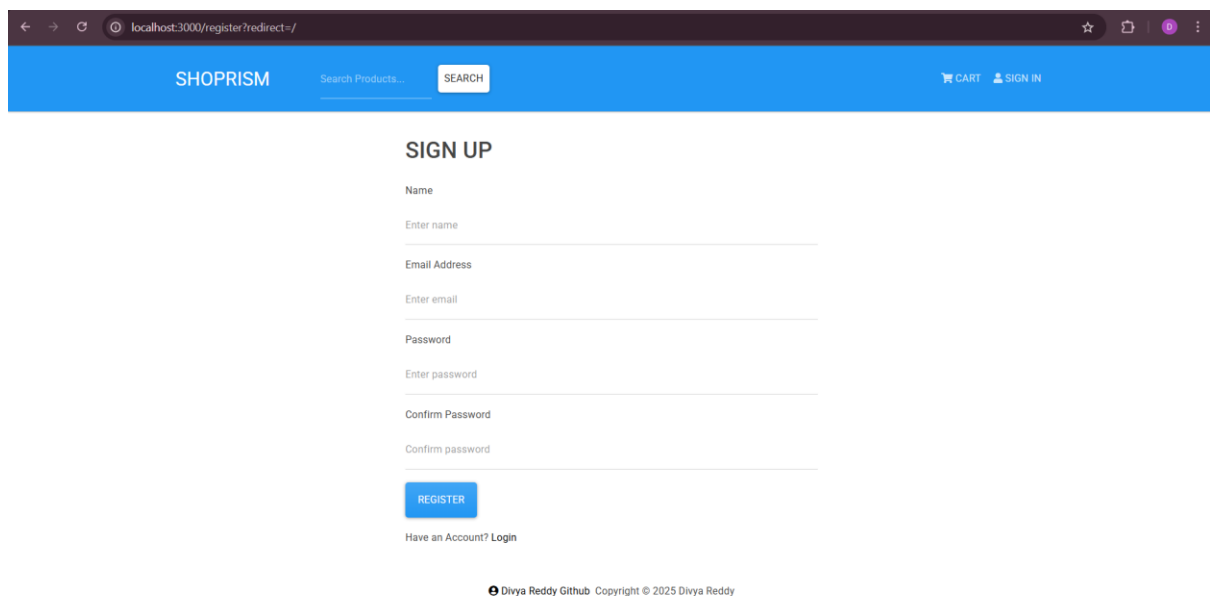 localhost:3000/register?redirect=/
D
SHOPRISM Search Products... SEARCH CART SIGN IN
SIGN UP
Name
Enter name
Email Address
Enter email
Password
Enter password
Confirm Password
Confirm password
REGISTER
Have an Account? Login
Divya Reddy Github Copyright © 2025 Divya Reddy